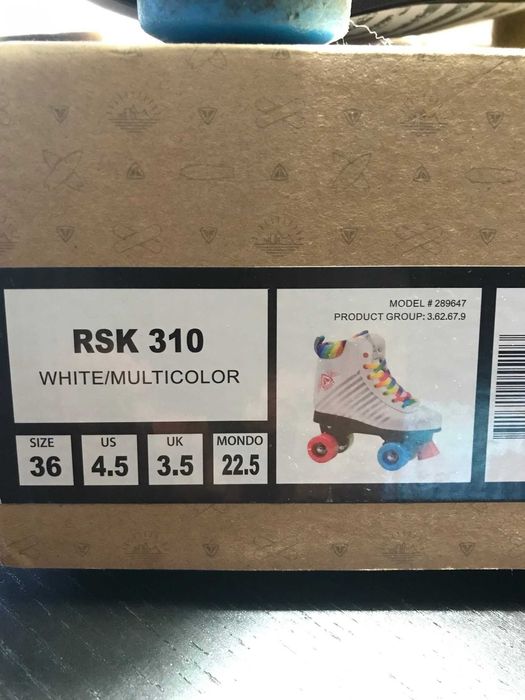 RSK 310
WHITE/MULTICOLOR
SIZE
36
US
4.5
UK
3.5
MONDO
22.5
MODEL # 289647
PRODUCT GROUP: 3.62.67.9